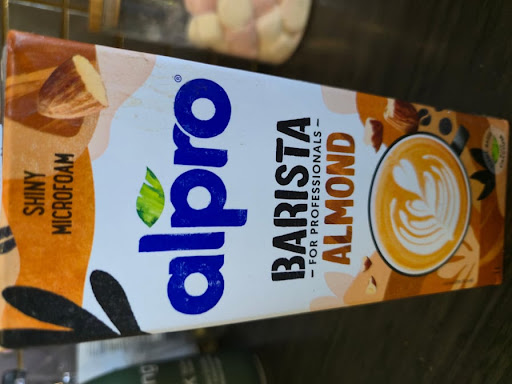 SHINY
MICROFOAM
alpro®
BARISTA
– FOR PROFESSIONALS –
ALMOND